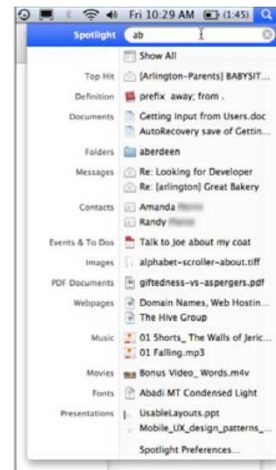 Fri 10:29 AM (1:45)
Spotlight ab
Show All
Top Hit [Arlington-Parents] BABYSIT...
Definition prefix away; from .
Documents Getting Input from Users.doc
AutoRecovery save of Gettin...
Folders aberdeen
Messages Re: Looking for Developer
Re: [arlington] Great Bakery
Contacts Amanda
Randy
Events & To Dos Talk to Joe about my coat
Images alphabet-scroller-about.tiff
PDF Documents giftedness-vs-aspergers.pdf
Webpages Domain Names, Web Hostin...
The Hive Group
Music 01 Shorts_ The Walls of Jeric...
01 Falling.mp3
Movies Bonus Video_ Words.m4v
Fonts Abadi MT Condensed Light
Presentations UsableLayouts.ppt
Mobile_UX_design_patterns_...
Spotlight Preferences...